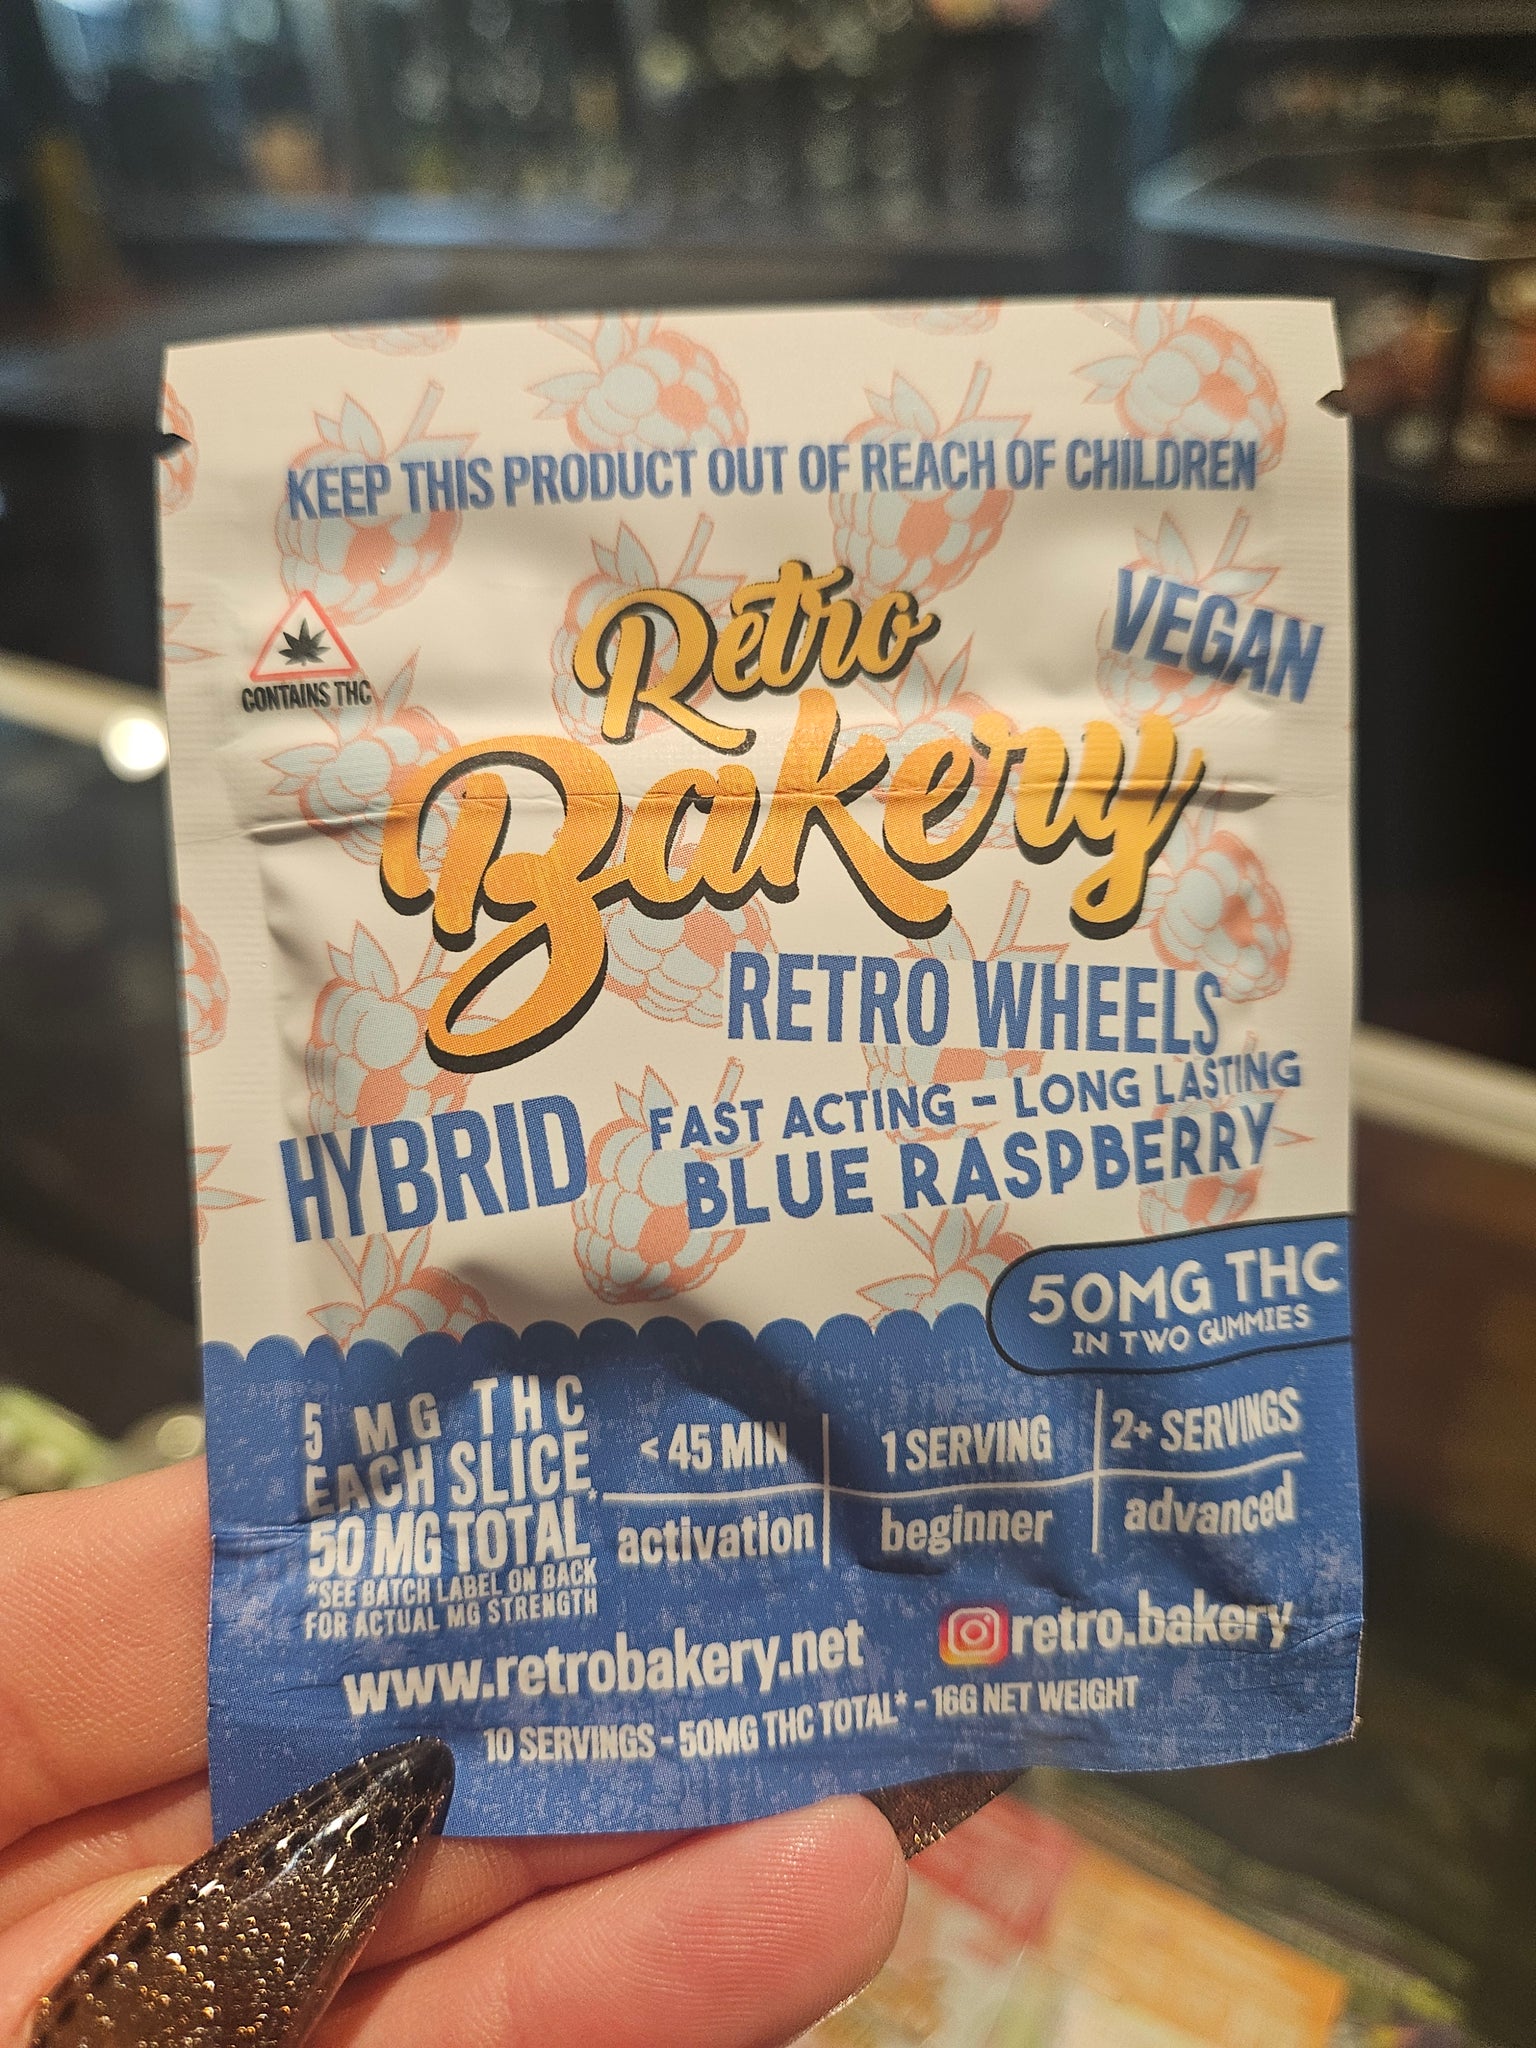 KEEP THIS PRODUCT OUT OF REACH OF CHILDREN
CONTAINS THC
VEGAN
Retro
Bakery
RETRO WHEELS
HYBRID
FAST ACTING - LONG LASTING
BLUE RASPBERRY
50MG THC
IN TWO GUMMIES
5 MG THC
EACH SLICE
50 MG TOTAL*
*SEE BATCH LABEL ON BACK
FOR ACTUAL MG STRENGTH
< 45 MIN
activation
1 SERVING
beginner
2+ SERVINGS
advanced
www.retrobakery.net
retro.bakery
10 SERVINGS - 50MG THC TOTAL* - 16G NET WEIGHT